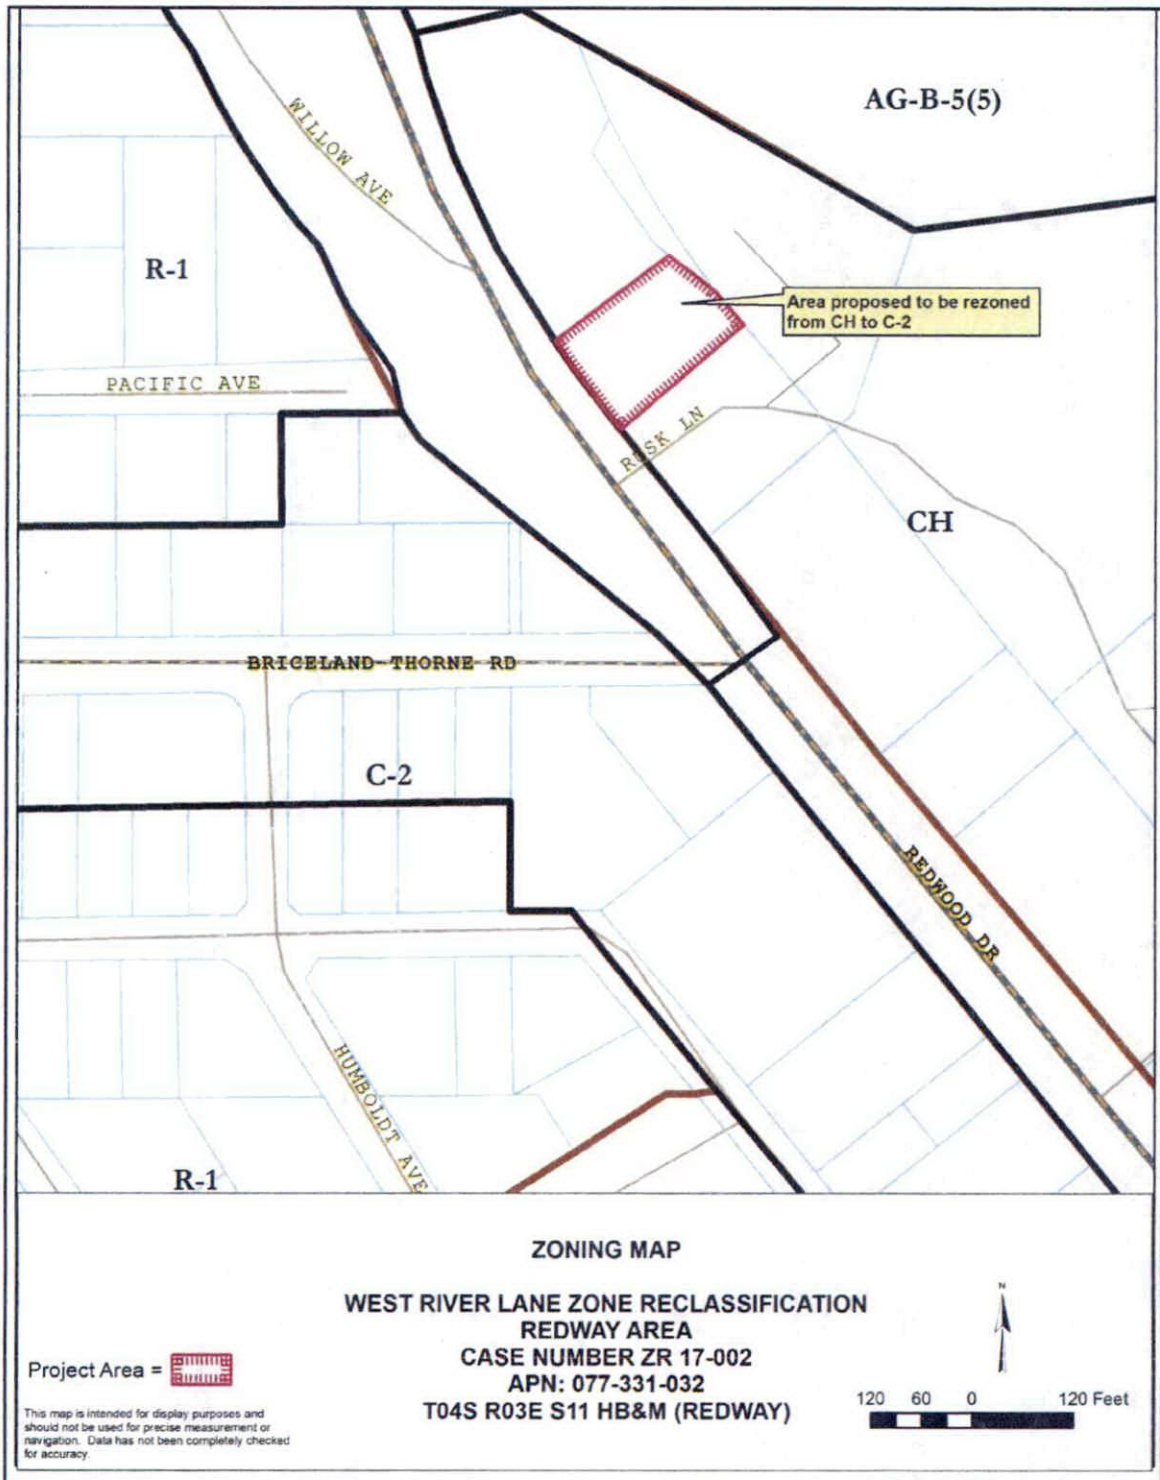 AG-B-5(5)
WILLOW AVE
R-1
Area proposed to be rezoned
from CH to C-2
PACIFIC AVE
RUSK LN
CH
BRICELAND-THORNE RD
C-2
REDWOOD DR
HUMBOLDT AVE
R-1
ZONING MAP
WEST RIVER LANE ZONE RECLASSIFICATION
REDWAY AREA
CASE NUMBER ZR 17-002
APN: 077-331-032
T04S R03E S11 HB&M (REDWAY)
Project Area =
This map is intended for display purposes and
should not be used for precise measurement or
navigation. Data has not been completely checked
for accuracy.
N
120 60 0 120 Feet